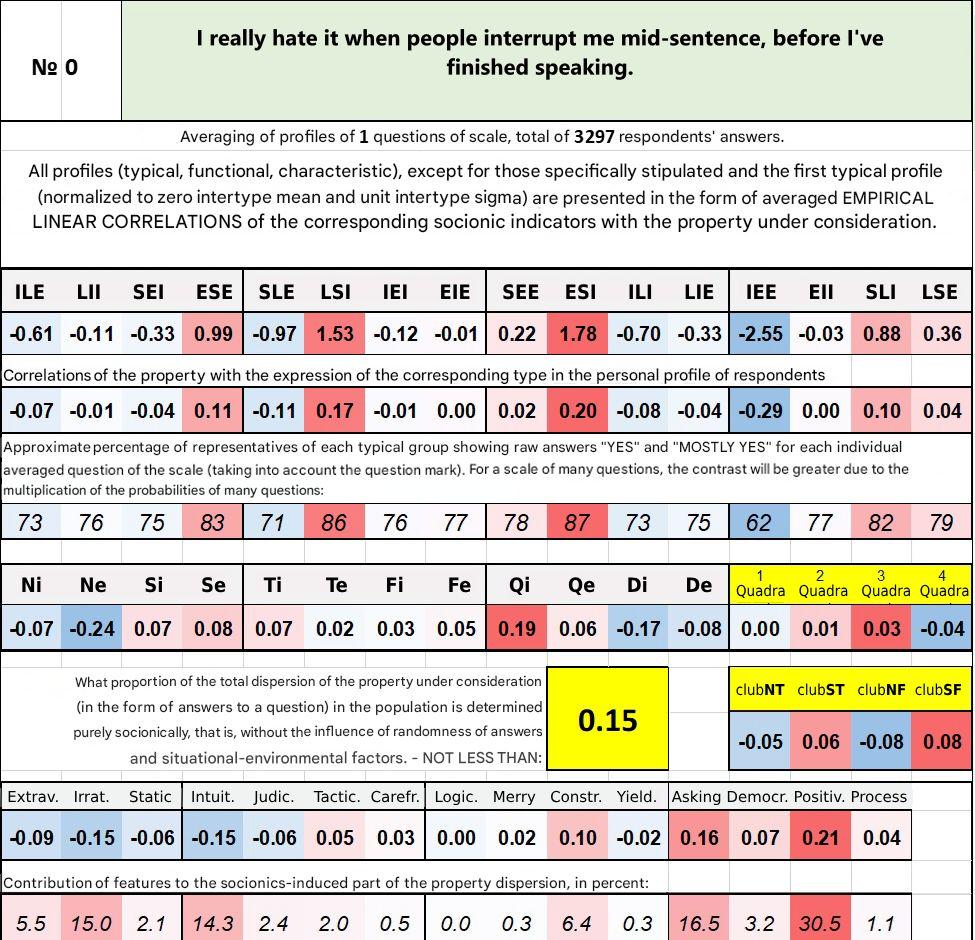 № 0
I really hate it when people interrupt me mid-sentence, before I've
finished speaking.
Averaging of profiles of 1 questions of scale, total of 3297 respondents' answers.
All profiles (typical, functional, characteristic), except for those specifically stipulated and the first typical profile
(normalized to zero intertype mean and unit intertype sigma) are presented in the form of averaged EMPIRICAL
LINEAR CORRELATIONS of the corresponding socionic indicators with the property under consideration.
ILE LII SEI ESE SLE LSI IEI EIE SEE ESI ILI LIE IEE EII SLI LSE
-0.61 -0.11 -0.33 0.99 -0.97 1.53 -0.12 -0.01 0.22 1.78 -0.70 -0.33 -2.55 -0.03 0.88 0.36
Correlations of the property with the expression of the corresponding type in the personal profile of respondents
-0.07 -0.01 -0.04 0.11 -0.11 0.17 -0.01 0.00 0.02 0.20 -0.08 -0.04 -0.29 0.00 0.10 0.04
Approximate percentage of representatives of each typical group showing raw answers "YES" and "MOSTLY YES" for each individual
averaged question of the scale (taking into account the question mark). For a scale of many questions, the contrast will be greater due to the
multiplication of the probabilities of many questions:
73 76 75 83 71 86 76 77 78 87 73 75 62 77 82 79
Ni Ne Si Se Ti Te Fi Fe Qi Qe Di De 1 2 3 4
Quadra Quadra Quadra Quadra
-0.07 -0.24 0.07 0.08 0.07 0.02 0.03 0.05 0.19 0.06 -0.17 -0.08 0.00 0.01 0.03 -0.04
What proportion of the total dispersion of the property under consideration
(in the form of answers to a question) in the population is determined
purely socionically, that is, without the influence of randomness of answers
and situational-environmental factors. - NOT LESS THAN:
0.15
clubNT clubST clubNF clubSF
-0.05 0.06 -0.08 0.08
Extrav. Irrat. Static Intuit. Judic. Tactic. Carefr. Logic. Merry Constr. Yield. Asking Democr. Positiv. Process
-0.09 -0.15 -0.06 -0.15 -0.06 0.05 0.03 0.00 0.02 0.10 -0.02 0.16 0.07 0.21 0.04
Contribution of features to the socionics-induced part of the property dispersion, in percent:
5.5 15.0 2.1 14.3 2.4 2.0 0.5 0.0 0.3 6.4 0.3 16.5 3.2 30.5 1.1